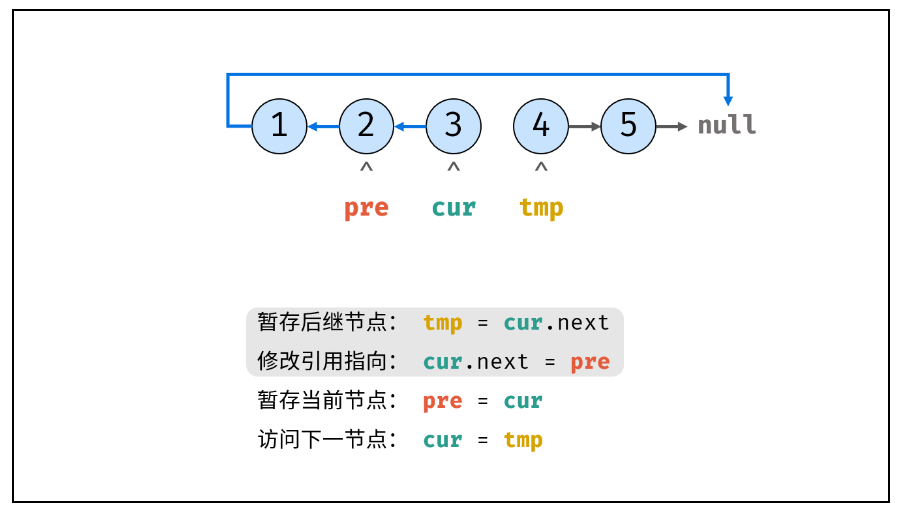 1 2 3 4 5 null
^ ^ ^
pre cur tmp
暂存后继节点： tmp = cur.next
修改引用指向： cur.next = pre
暂存当前节点： pre = cur
访问下一节点： cur = tmp